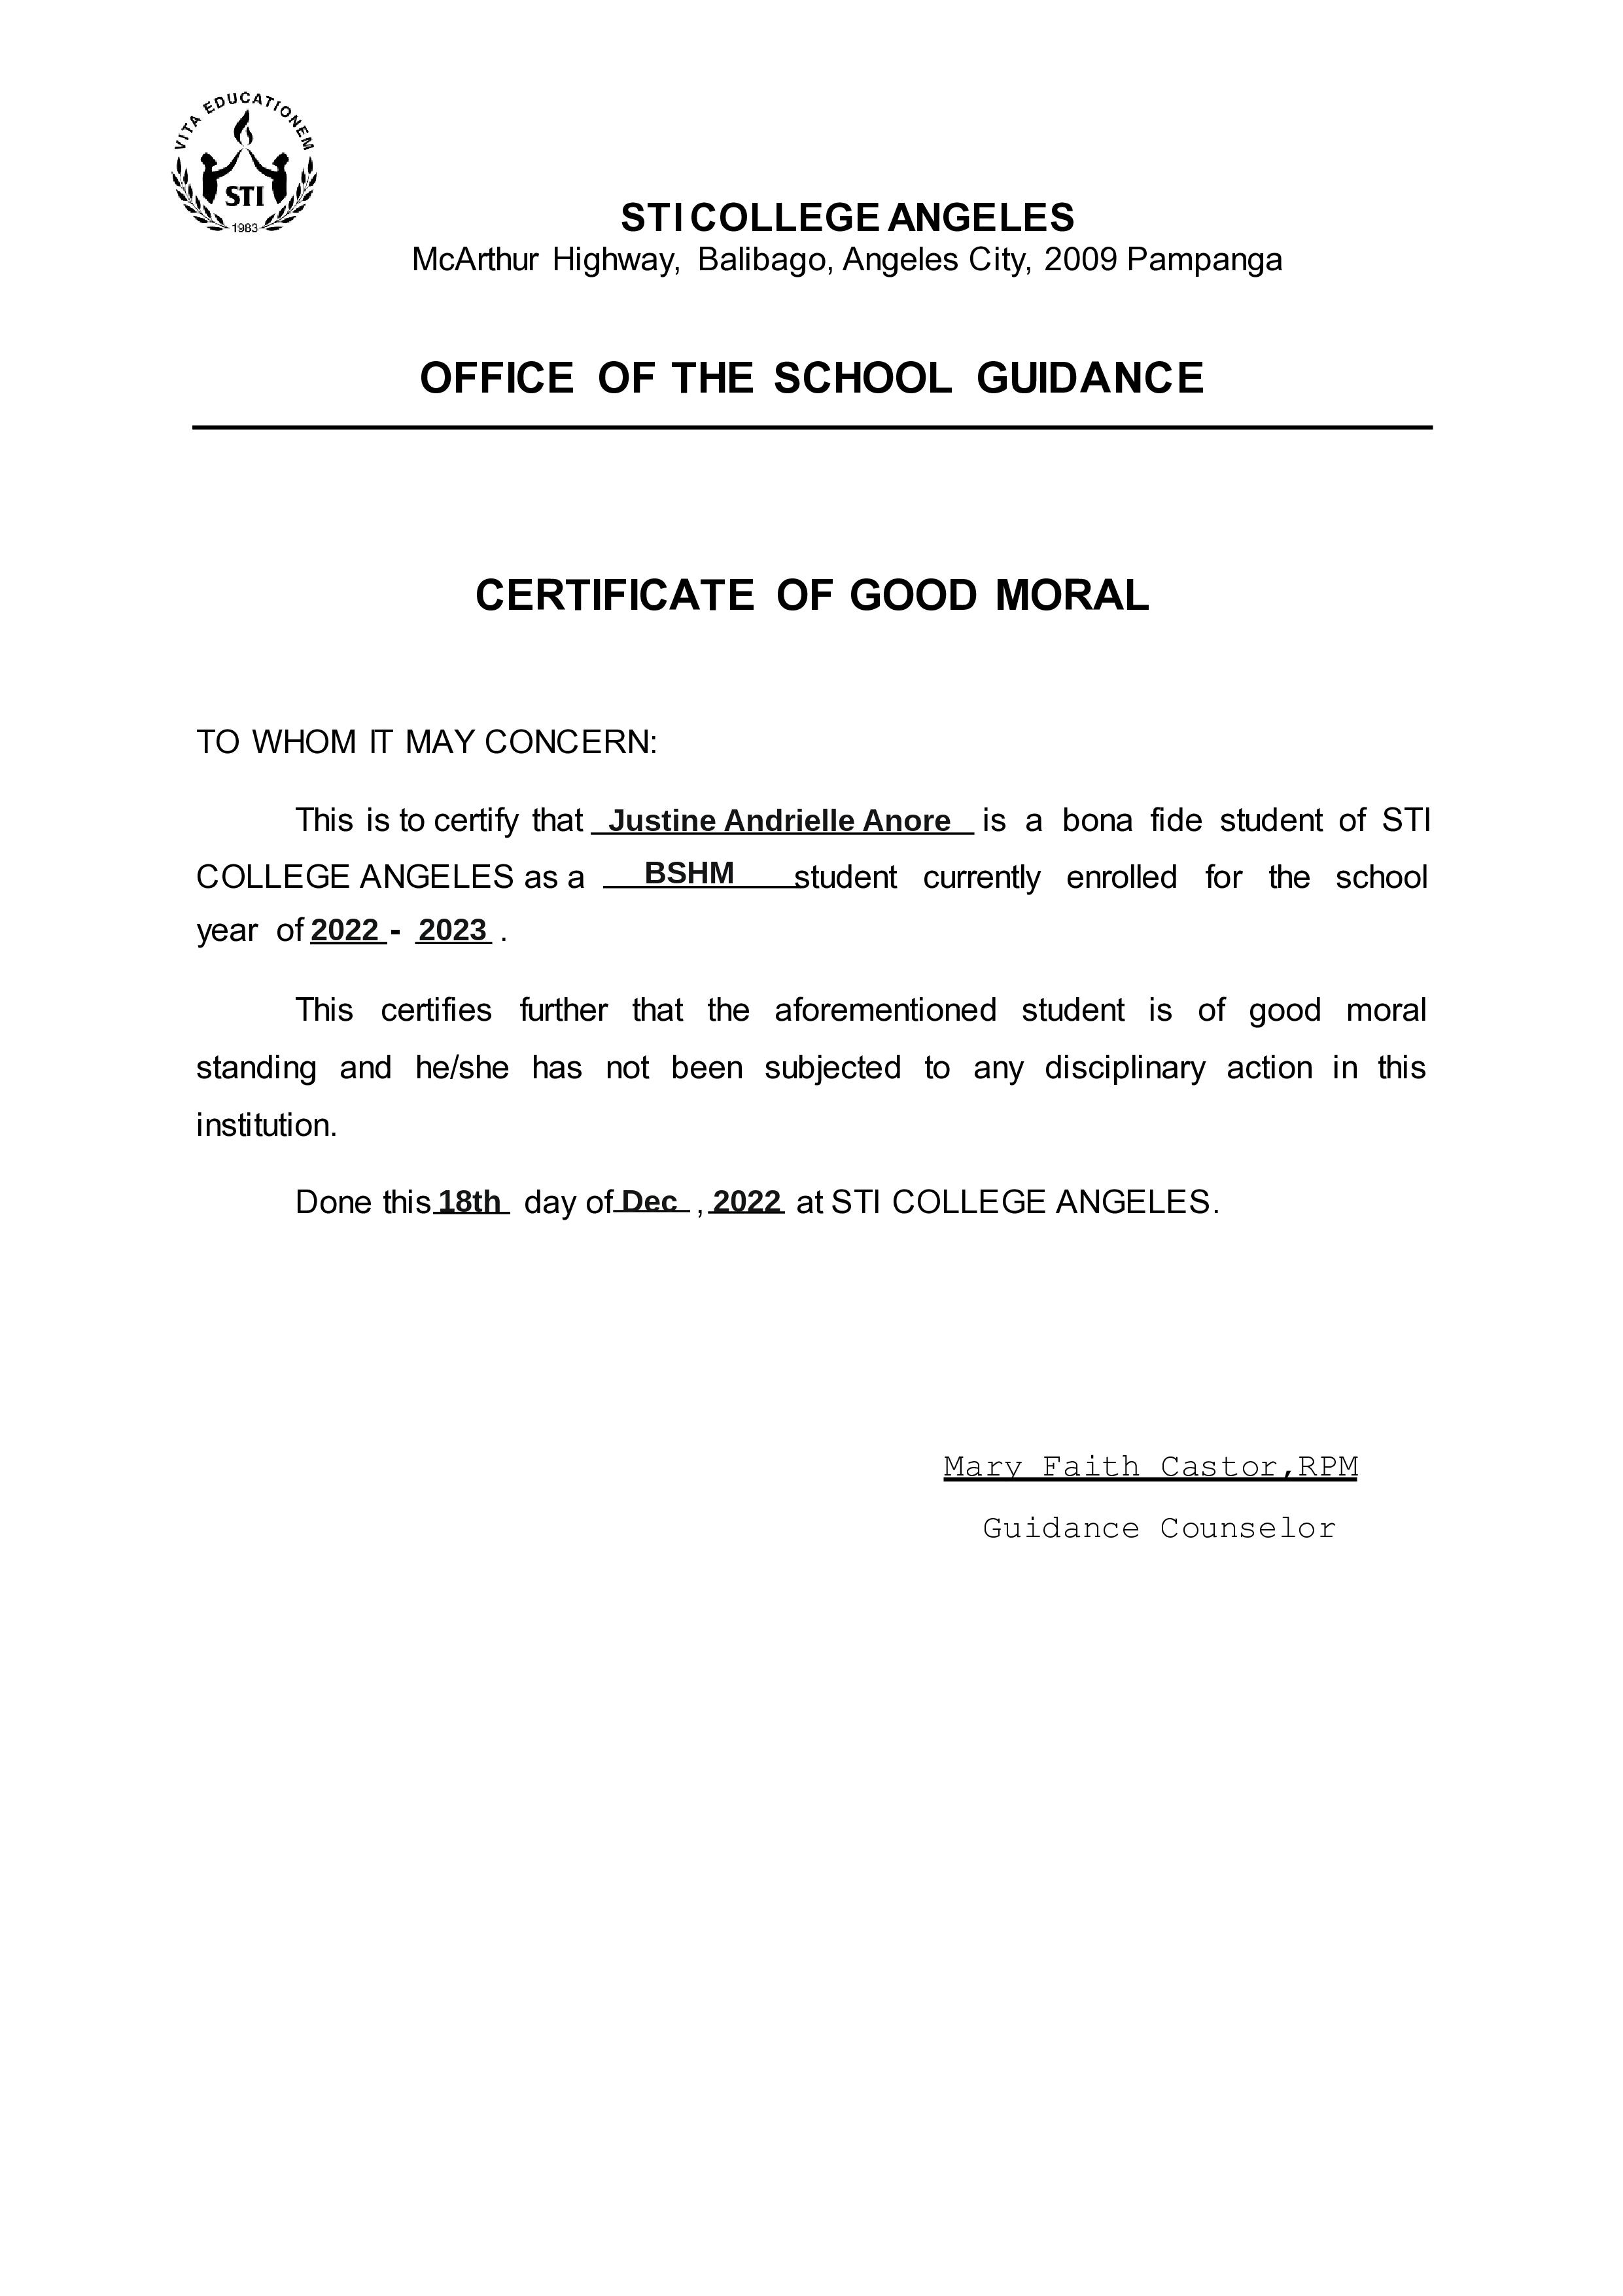 VITA EDUCATIONEM
STI
1983
STI COLLEGE ANGELES
McArthur Highway, Balibago, Angeles City, 2009 Pampanga
OFFICE OF THE SCHOOL GUIDANCE
CERTIFICATE OF GOOD MORAL
TO WHOM IT MAY CONCERN:
This is to certify that Justine Andrielle Anore is a bona fide student of STI
COLLEGE ANGELES as a BSHM student currently enrolled for the school
year of 2022 - 2023 .
This certifies further that the aforementioned student is of good moral
standing and he/she has not been subjected to any disciplinary action in this
institution.
Done this 18th day of Dec , 2022 at STI COLLEGE ANGELES.
Mary Faith Castor,RPM
Guidance Counselor